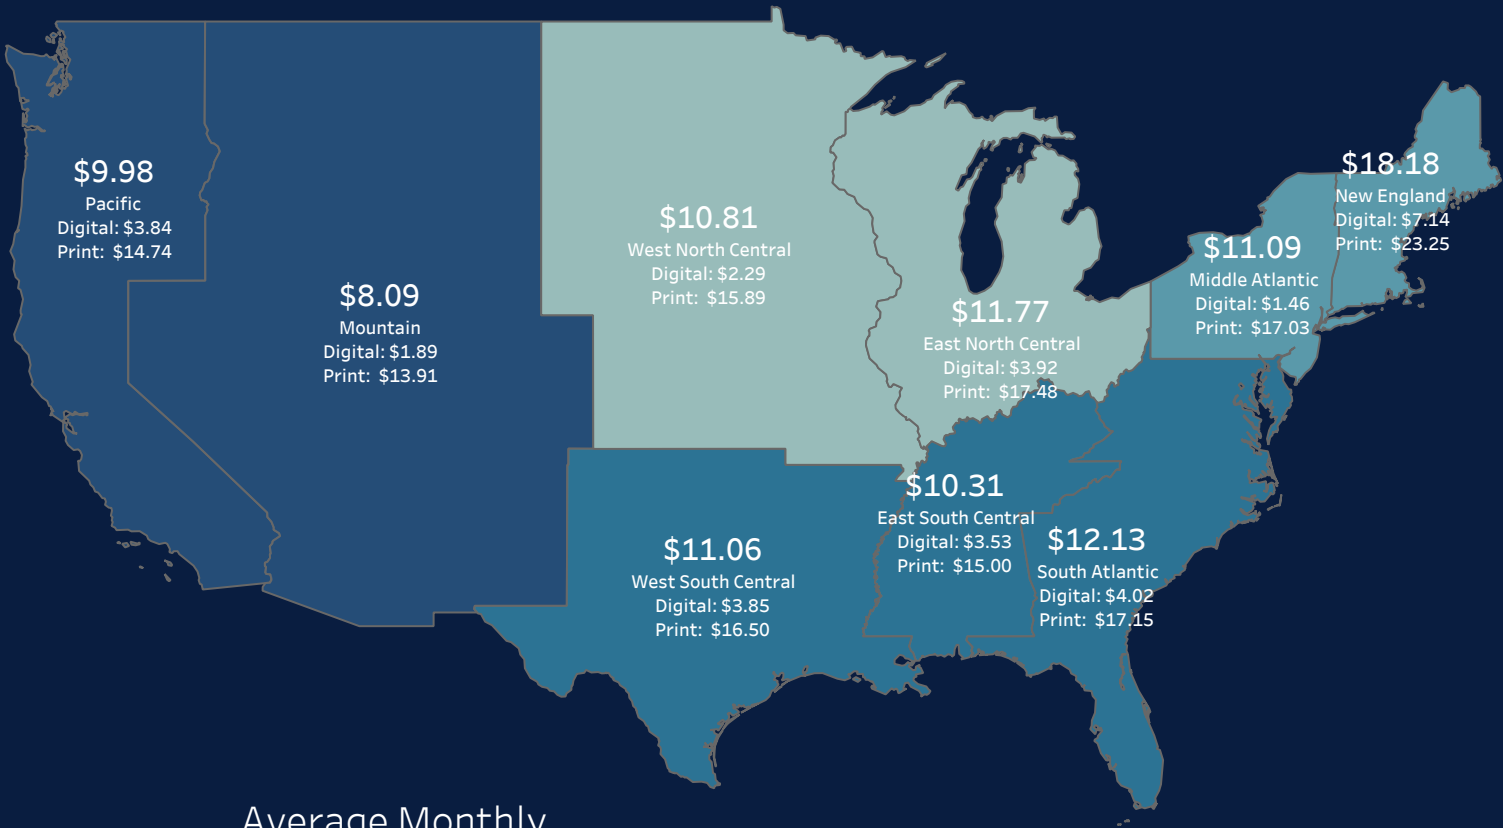 $9.98
Pacific
Digital: $3.84
Print: $14.74
$8.09
Mountain
Digital: $1.89
Print: $13.91
$10.81
West North Central
Digital: $2.29
Print: $15.89
$11.77
East North Central
Digital: $3.92
Print: $17.48
$11.09
Middle Atlantic
Digital: $1.46
Print: $17.03
$18.18
New England
Digital: $7.14
Print: $23.25
$11.06
West South Central
Digital: $3.85
Print: $16.50
$10.31
East South Central
Digital: $3.53
Print: $15.00
$12.13
South Atlantic
Digital: $4.02
Print: $17.15
Average Monthly